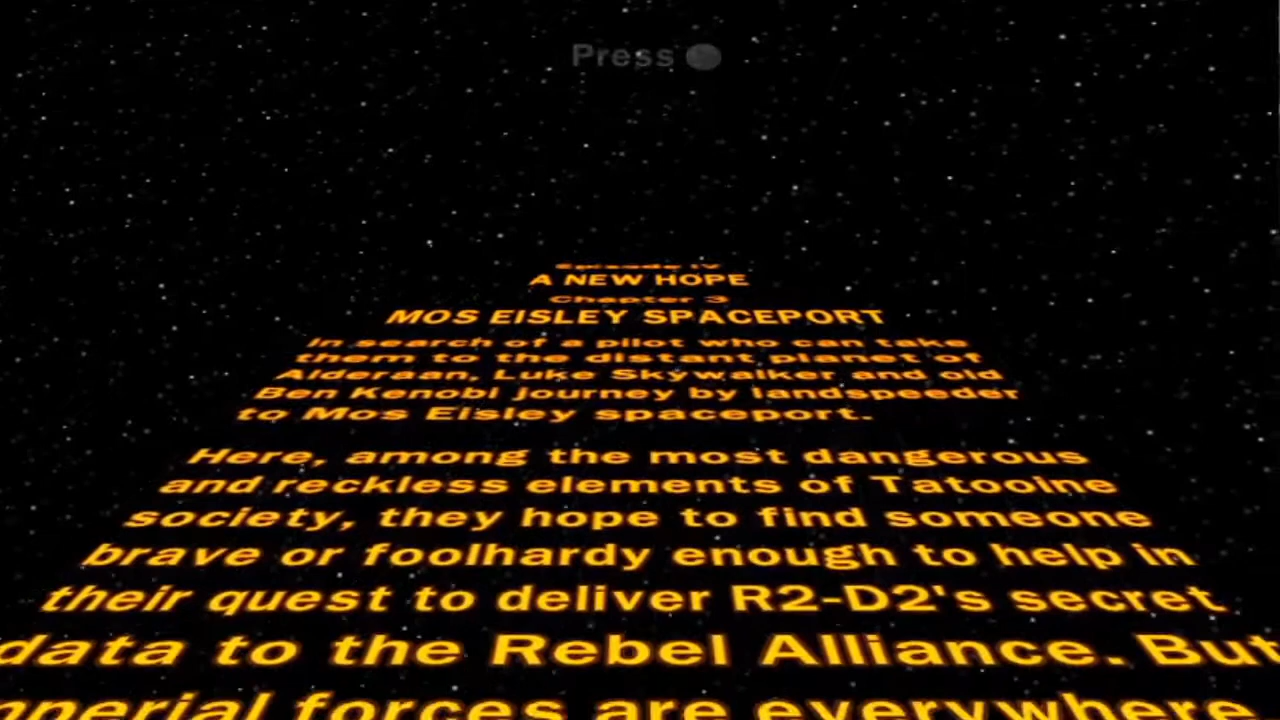 Press
Episode IV
A NEW HOPE
Chapter 3
MOS EISLEY SPACEPORT
In search of a pilot who can take
them to the distant planet of
Alderaan, Luke Skywalker and old
Ben Kenobi journey by landspeeder
to Mos Eisley spaceport.
Here, among the most dangerous
and reckless elements of Tatooine
society, they hope to find someone
brave or foolhardy enough to help in
their quest to deliver R2-D2's secret
data to the Rebel Alliance. But
forces are everywhere